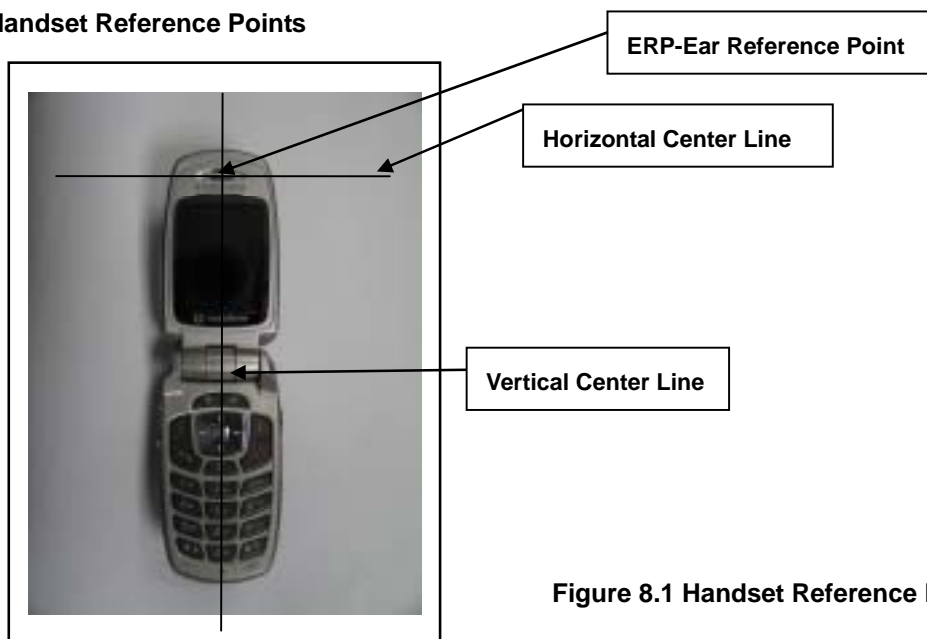 Handset Reference Points
ERP-Ear Reference Point
Horizontal Center Line
Vertical Center Line
Figure 8.1 Handset Reference